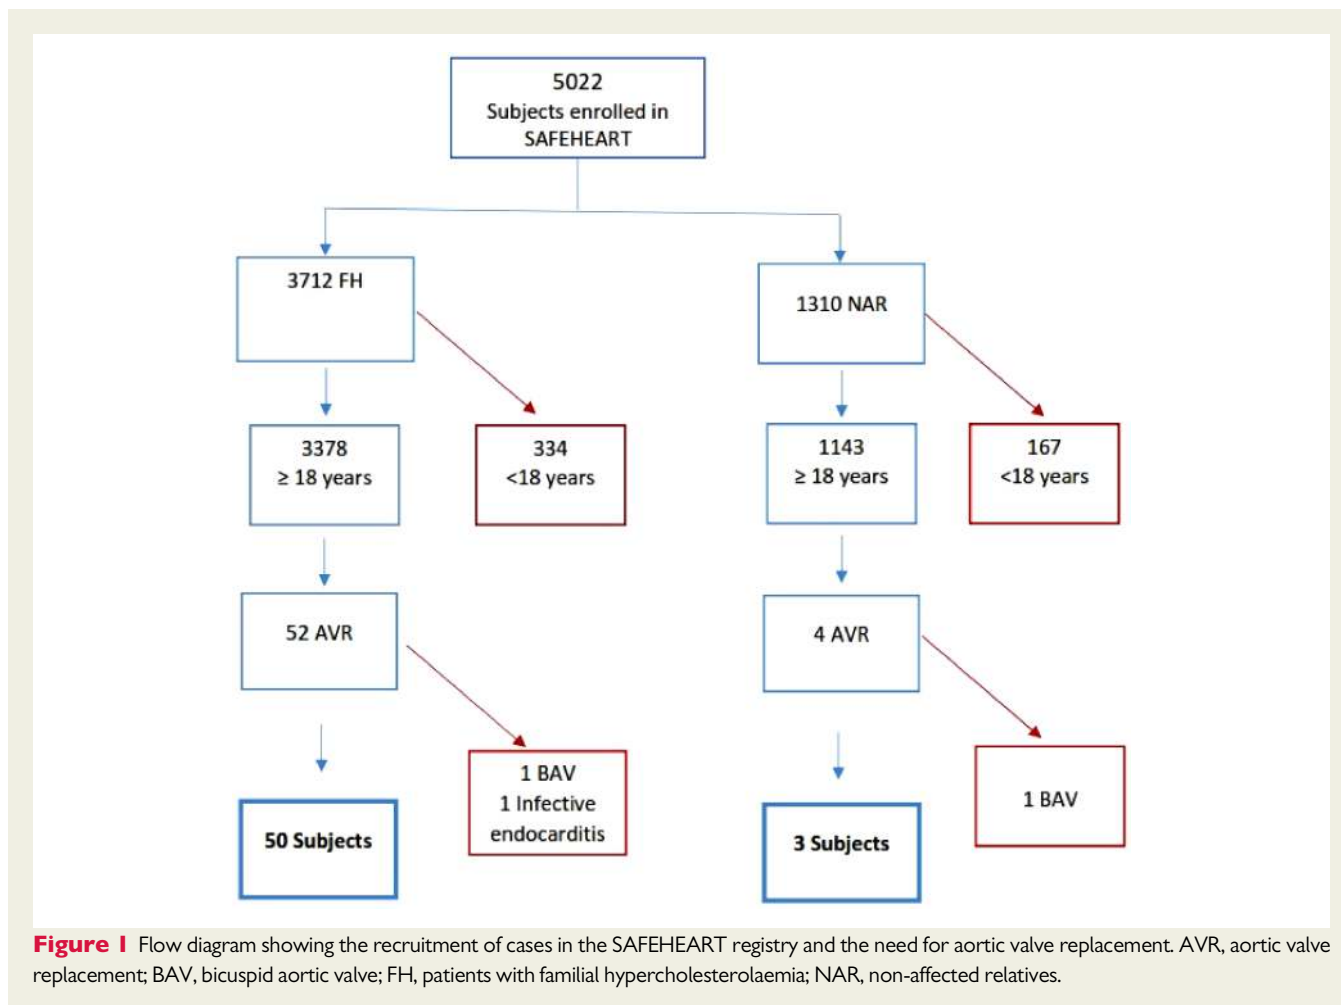 5022
Subjects enrolled in
SAFEHEART
3712 FH
1310 NAR
3378
≥ 18 years
334
<18 years
1143
≥ 18 years
167
<18 years
52 AVR
4 AVR
1 BAV
1 Infective
endocarditis
1 BAV
50 Subjects
3 Subjects
Figure 1 Flow diagram showing the recruitment of cases in the SAFEHEART registry and the need for aortic valve replacement. AVR, aortic valve
replacement; BAV, bicuspid aortic valve; FH, patients with familial hypercholesterolaemia; NAR, non-affected relatives.